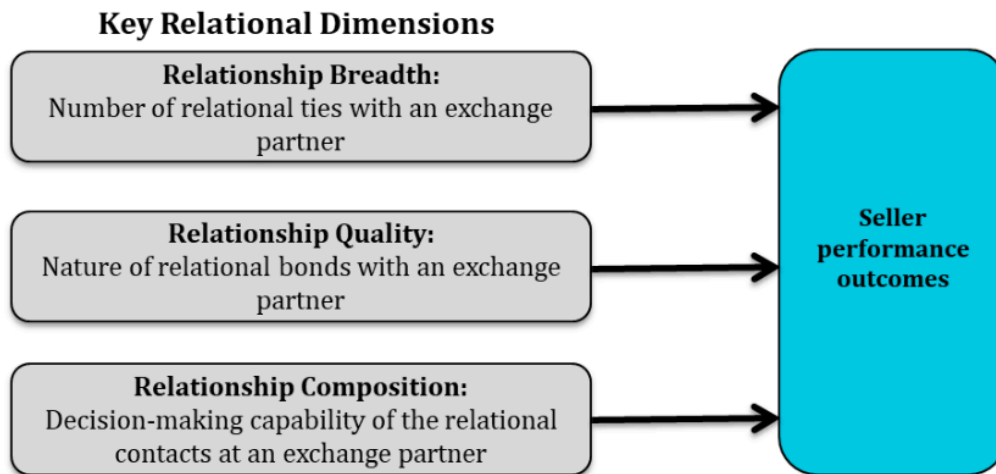 Key Relational Dimensions
Relationship Breadth:
Number of relational ties with an exchange
partner
Relationship Quality:
Nature of relational bonds with an exchange
partner
Relationship Composition:
Decision-making capability of the relational
contacts at an exchange partner
Seller
performance
outcomes